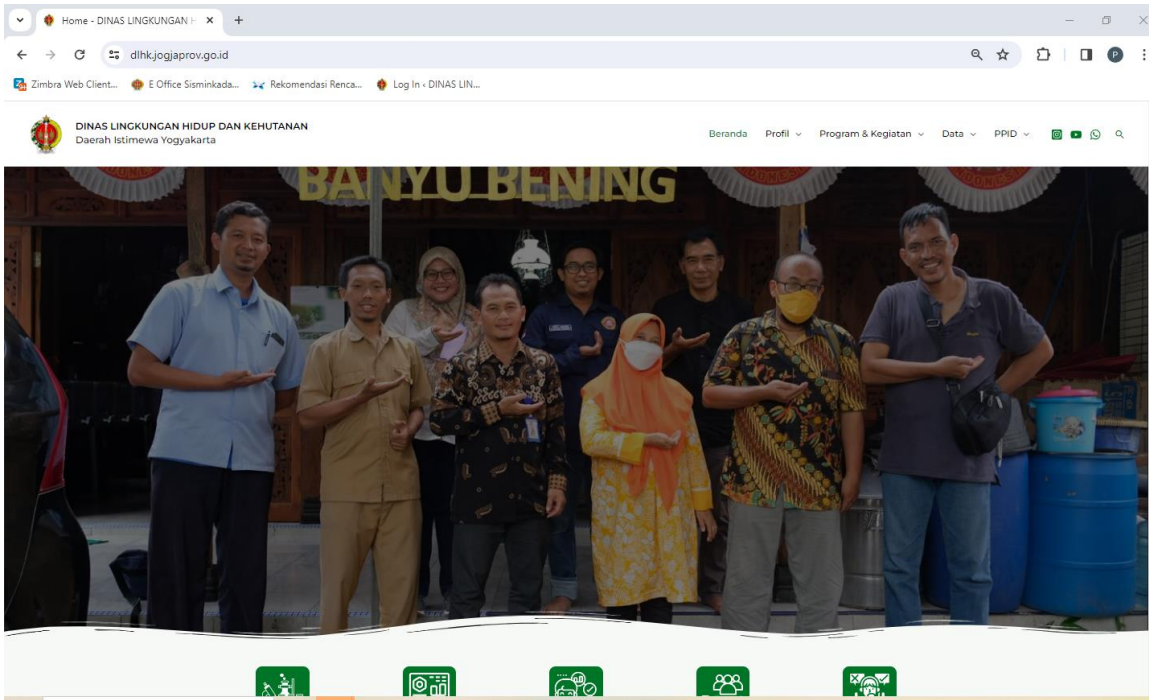 Home - DINAS LINGKUNGAN H
dlhk.jogjaprov.go.id
P
Zimbra Web Client... E Office Sisminkada... Rekomendasi Renca... Log In ‹ DINAS LIN...
DINAS LINGKUNGAN HIDUP DAN KEHUTANAN
Daerah Istimewa Yogyakarta
Beranda Profil Program & Kegiatan Data PPID
BANYU BENING